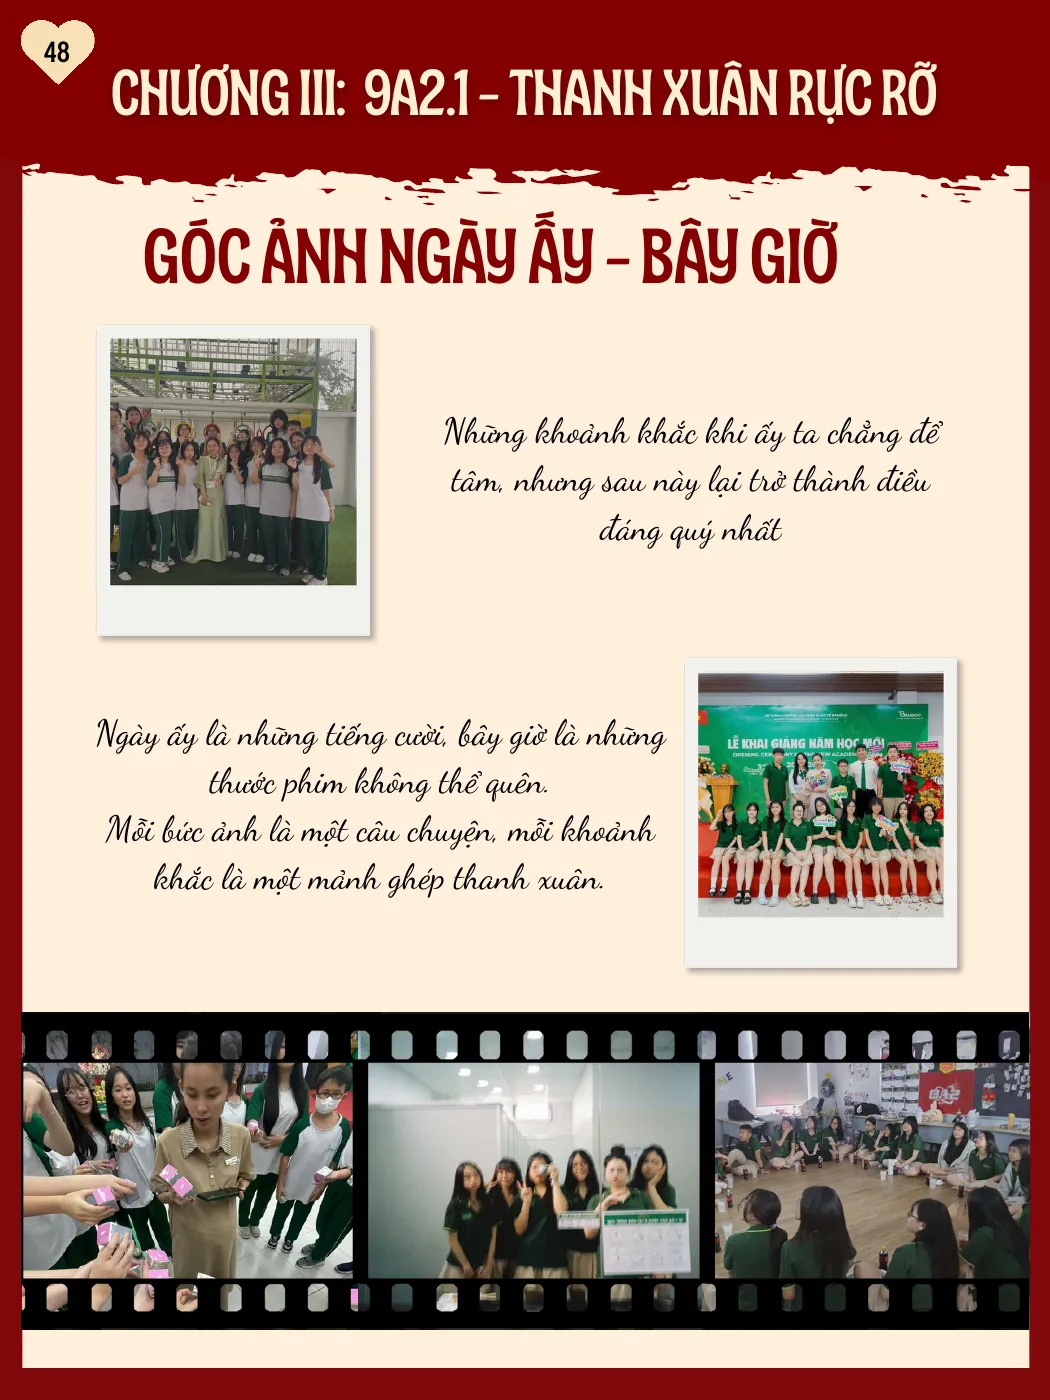 48
CHƯƠNG III: 9A2.1 – THANH XUÂN RỰC RỠ
GÓC ẢNH NGÀY ẤY – BÂY GIỜ
Những khoảnh khắc khi ấy ta chẳng để
tâm, nhưng sau này lại trở thành điều
đáng quý nhất
LỄ KHAI GIẢNG NĂM HỌC MỚI
Ngày ấy là những tiếng cười, bây giờ là những
thước phim không thể quên.
Mỗi bức ảnh là một câu chuyện, mỗi khoảnh
khắc là một mảnh ghép thanh xuân.
ME